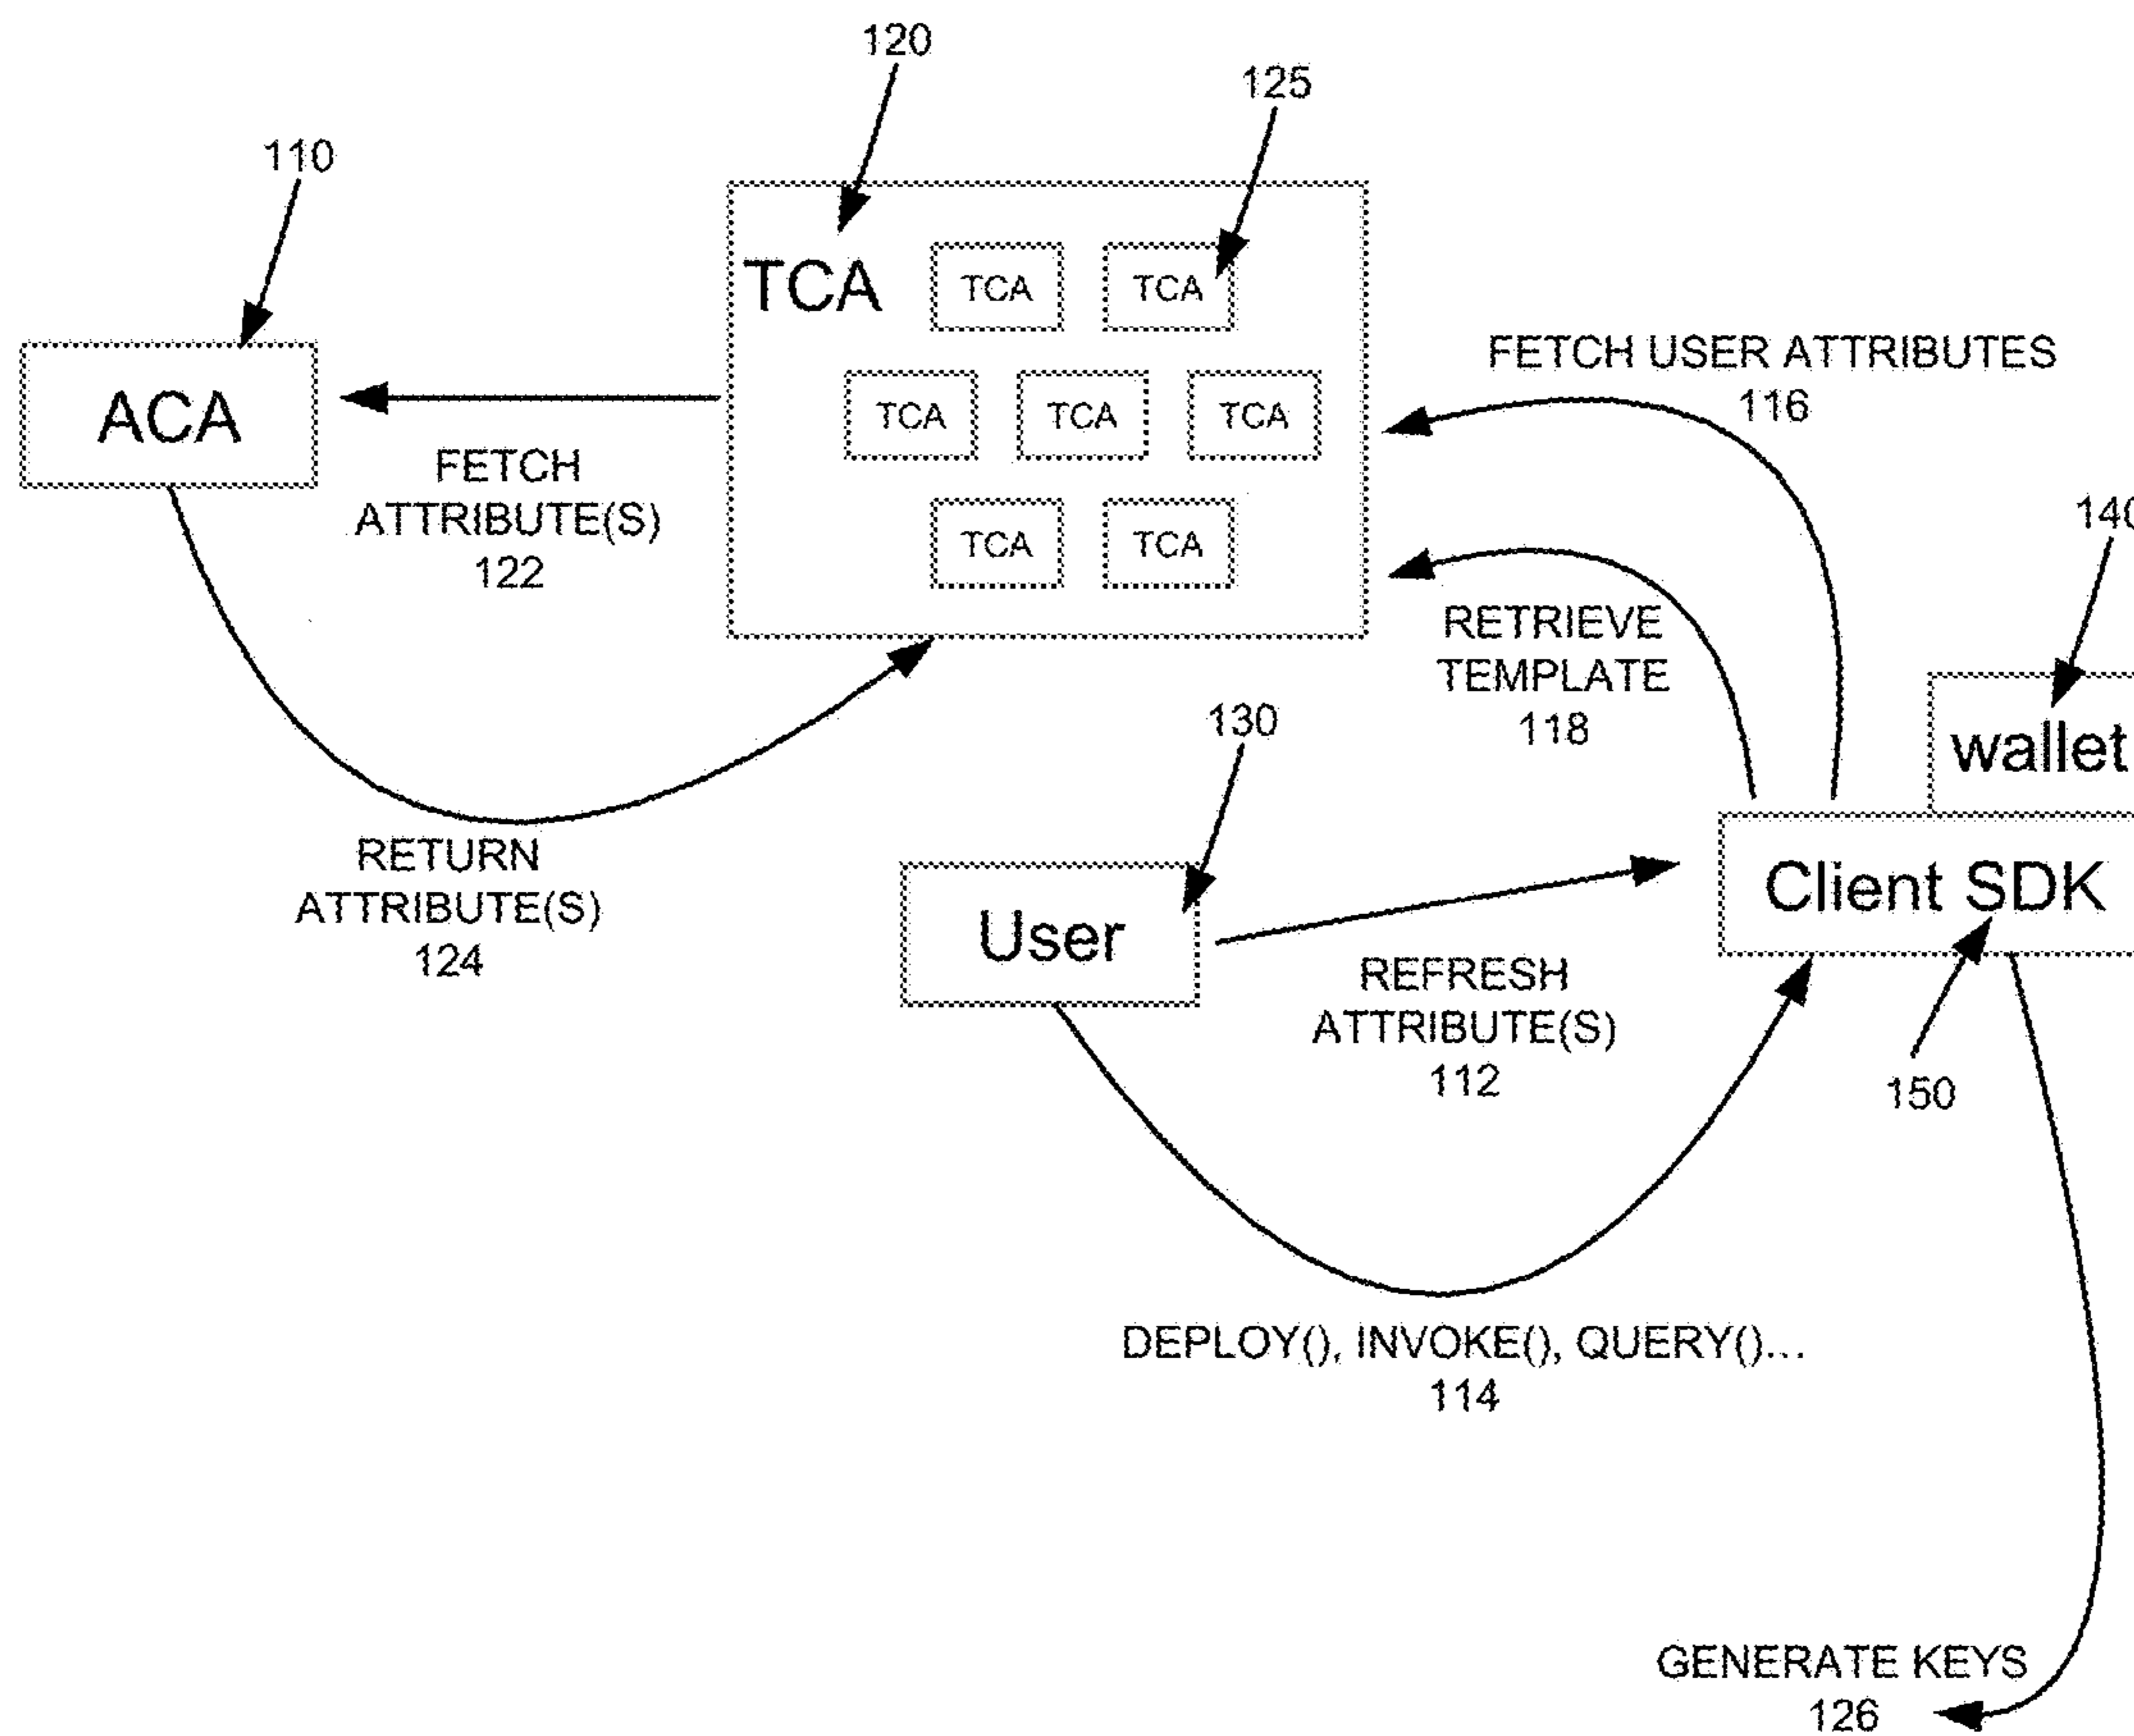 120
125
110
TCA
TCA
TCA
FETCH USER ATTRIBUTES
116
ACA
TCA
TCA
TCA
FETCH
ATTRIBUTE(S)
122
TCA
TCA
140
RETRIEVE
TEMPLATE
118
130
wallet
RETURN
ATTRIBUTE(S)
124
User
Client SDK
REFRESH
ATTRIBUTE(S)
112
150
DEPLOY(), INVOKE(), QUERY()...
114
GENERATE KEYS
126